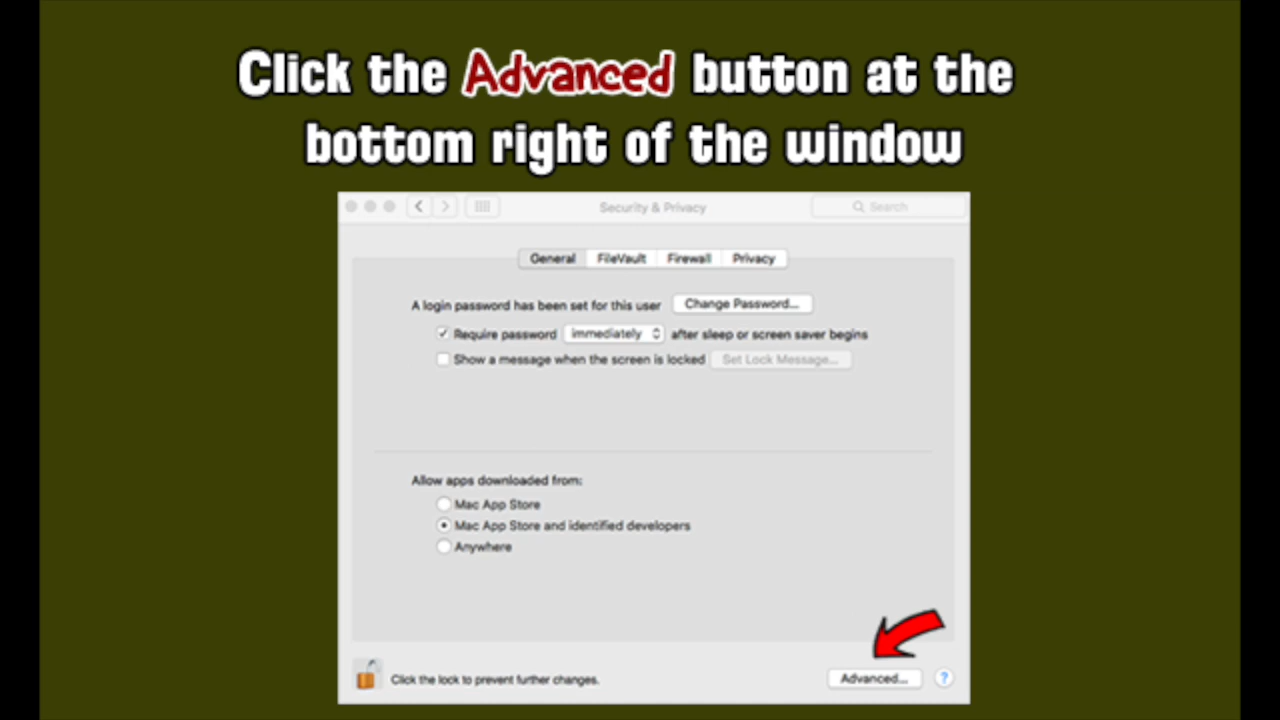 Click the Advanced button at the
bottom right of the window
Security & Privacy
Search
General FileVault Firewall Privacy
A login password has been set for this user Change Password...
Require password immediately after sleep or screen saver begins
Show a message when the screen is locked Set Lock Message...
Allow apps downloaded from:
Mac App Store
Mac App Store and identified developers
Anywhere
Click the lock to prevent further changes.
Advanced... ?